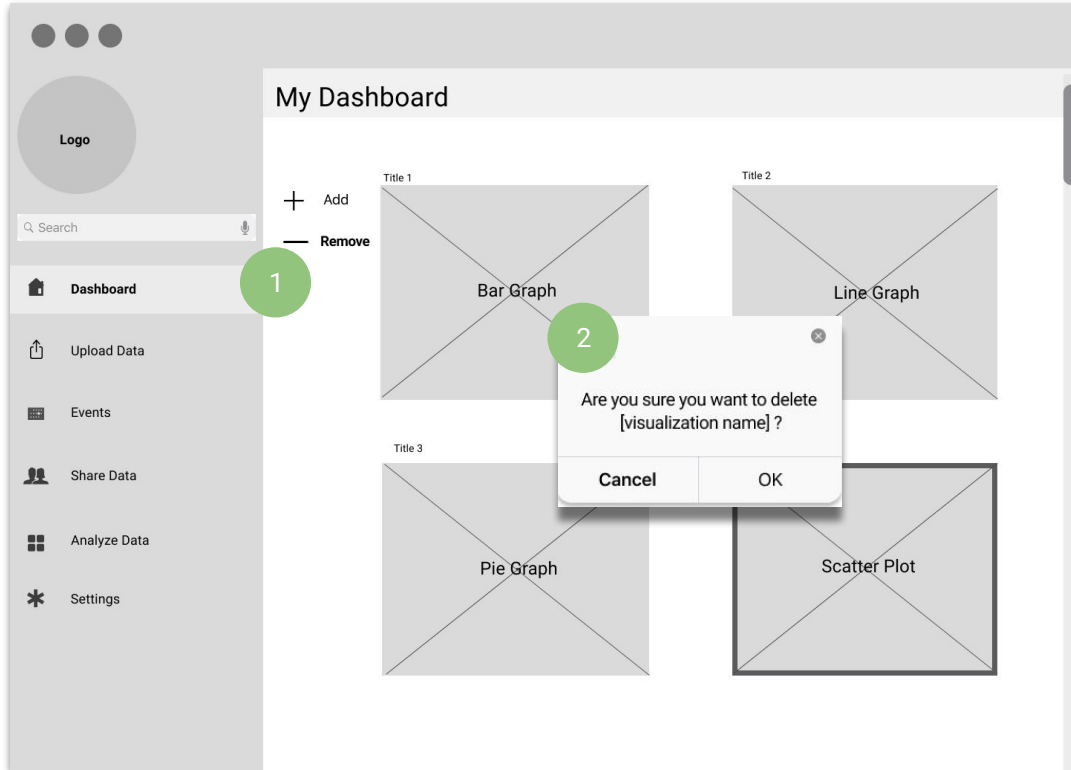 My Dashboard
Logo
Search
Dashboard
Upload Data
Events
Share Data
Analyze Data
Settings
Add
Remove
1
Title 1
Bar Graph
Title 2
Line Graph
2
Are you sure you want to delete
[visualization name] ?
Cancel
OK
Title 3
Pie Graph
Scatter Plot